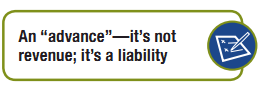 An “advance”—it’s not
revenue; it’s a liability